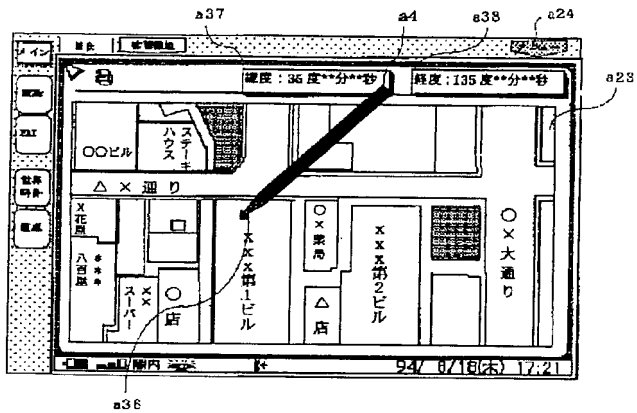 a37
a4
a38
a24
メイン
緯度：35度**分**秒
経度：135度**分**秒
a23
○○ビル
ステーキ
ハウス
△×通り
×花屋
八百屋
××
スーパー
○店
×××第1ビル
○×薬局
△店
×××第2ビル
○×大通り
圏内
94/ 8/18(木) 17:21
a36